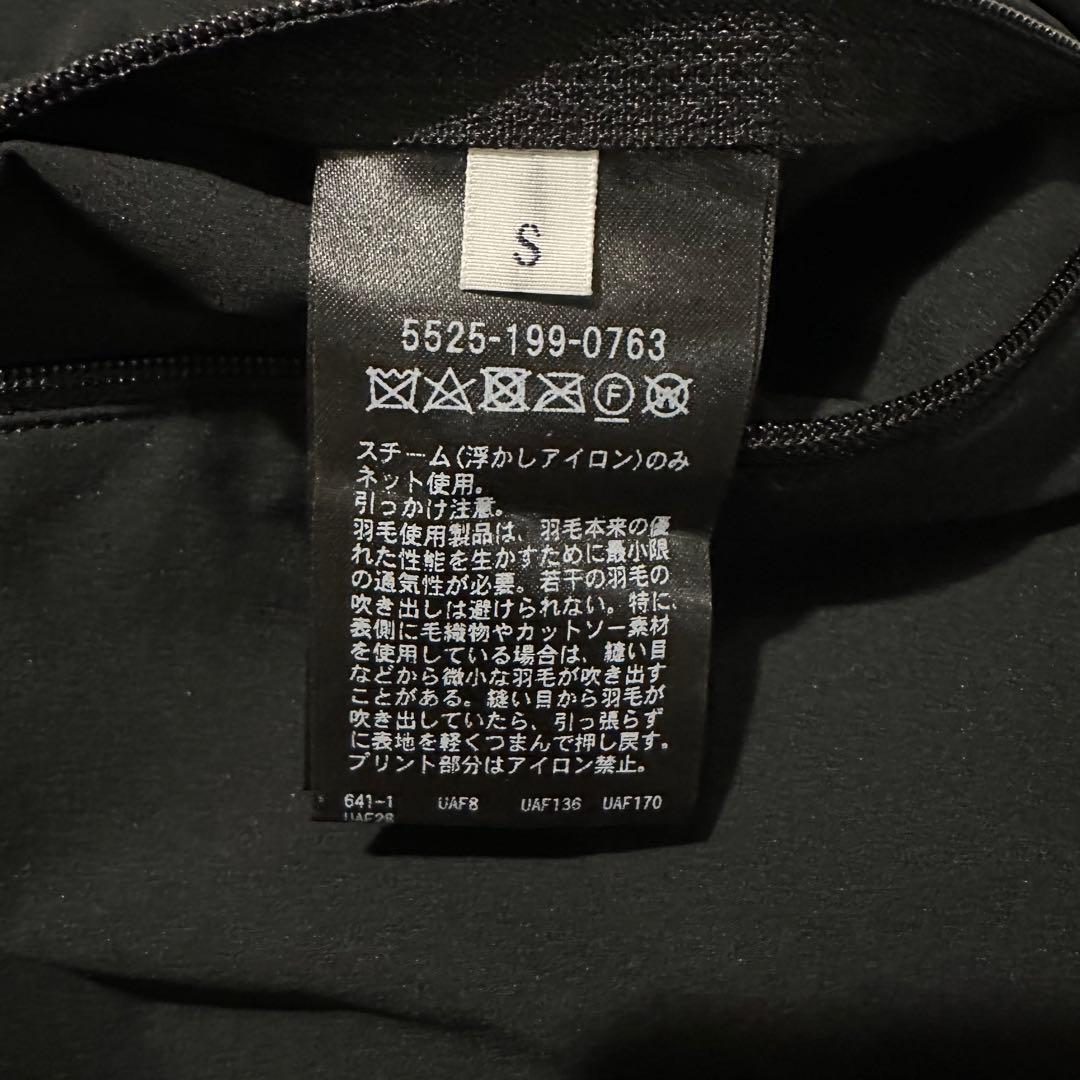 S
5525-199-0763
F W
スチーム(浮かしアイロン)のみ
ネット使用。
引っかけ注意。
羽毛使用製品は、羽毛本来の優
れた性能を生かすために最小限
の通気性が必要。若干の羽毛の
吹き出しは避けられない。特に、
表側に毛織物やカットソー素材
を使用している場合は、縫い目
などから微小な羽毛が吹き出す
ことがある。縫い目から羽毛が
吹き出していたら、引っ張らず
に表地を軽くつまんで押し戻す。
プリント部分はアイロン禁止。
641-1 UAF8 UAF136 UAF170
UAF28